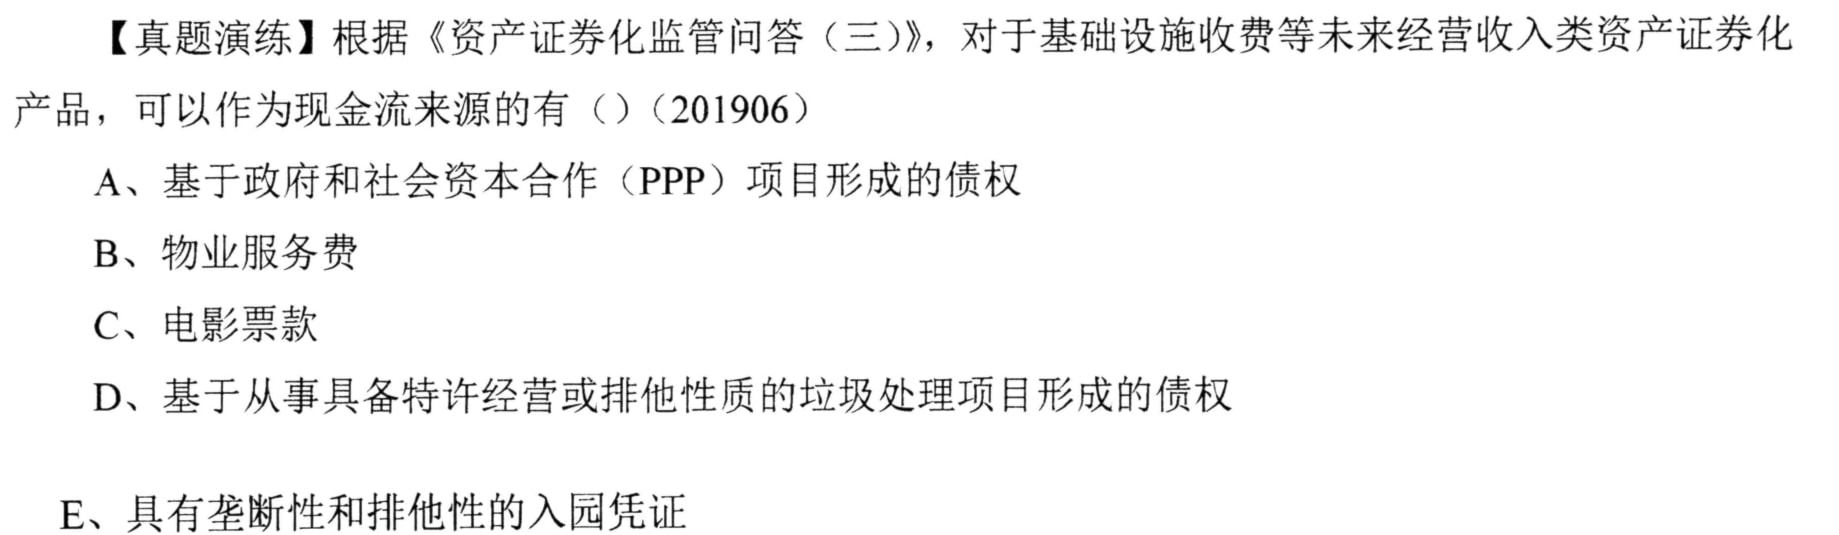 【真题演练】根据《资产证券化监管问答（三）》，对于基础设施收费等未来经营收入类资产证券化
产品，可以作为现金流来源的有（）（201906）
A、基于政府和社会资本合作（PPP）项目形成的债权
B、物业服务费
C、电影票款
D、基于从事具备特许经营或排他性质的垃圾处理项目形成的债权
E、具有垄断性和排他性的入园凭证